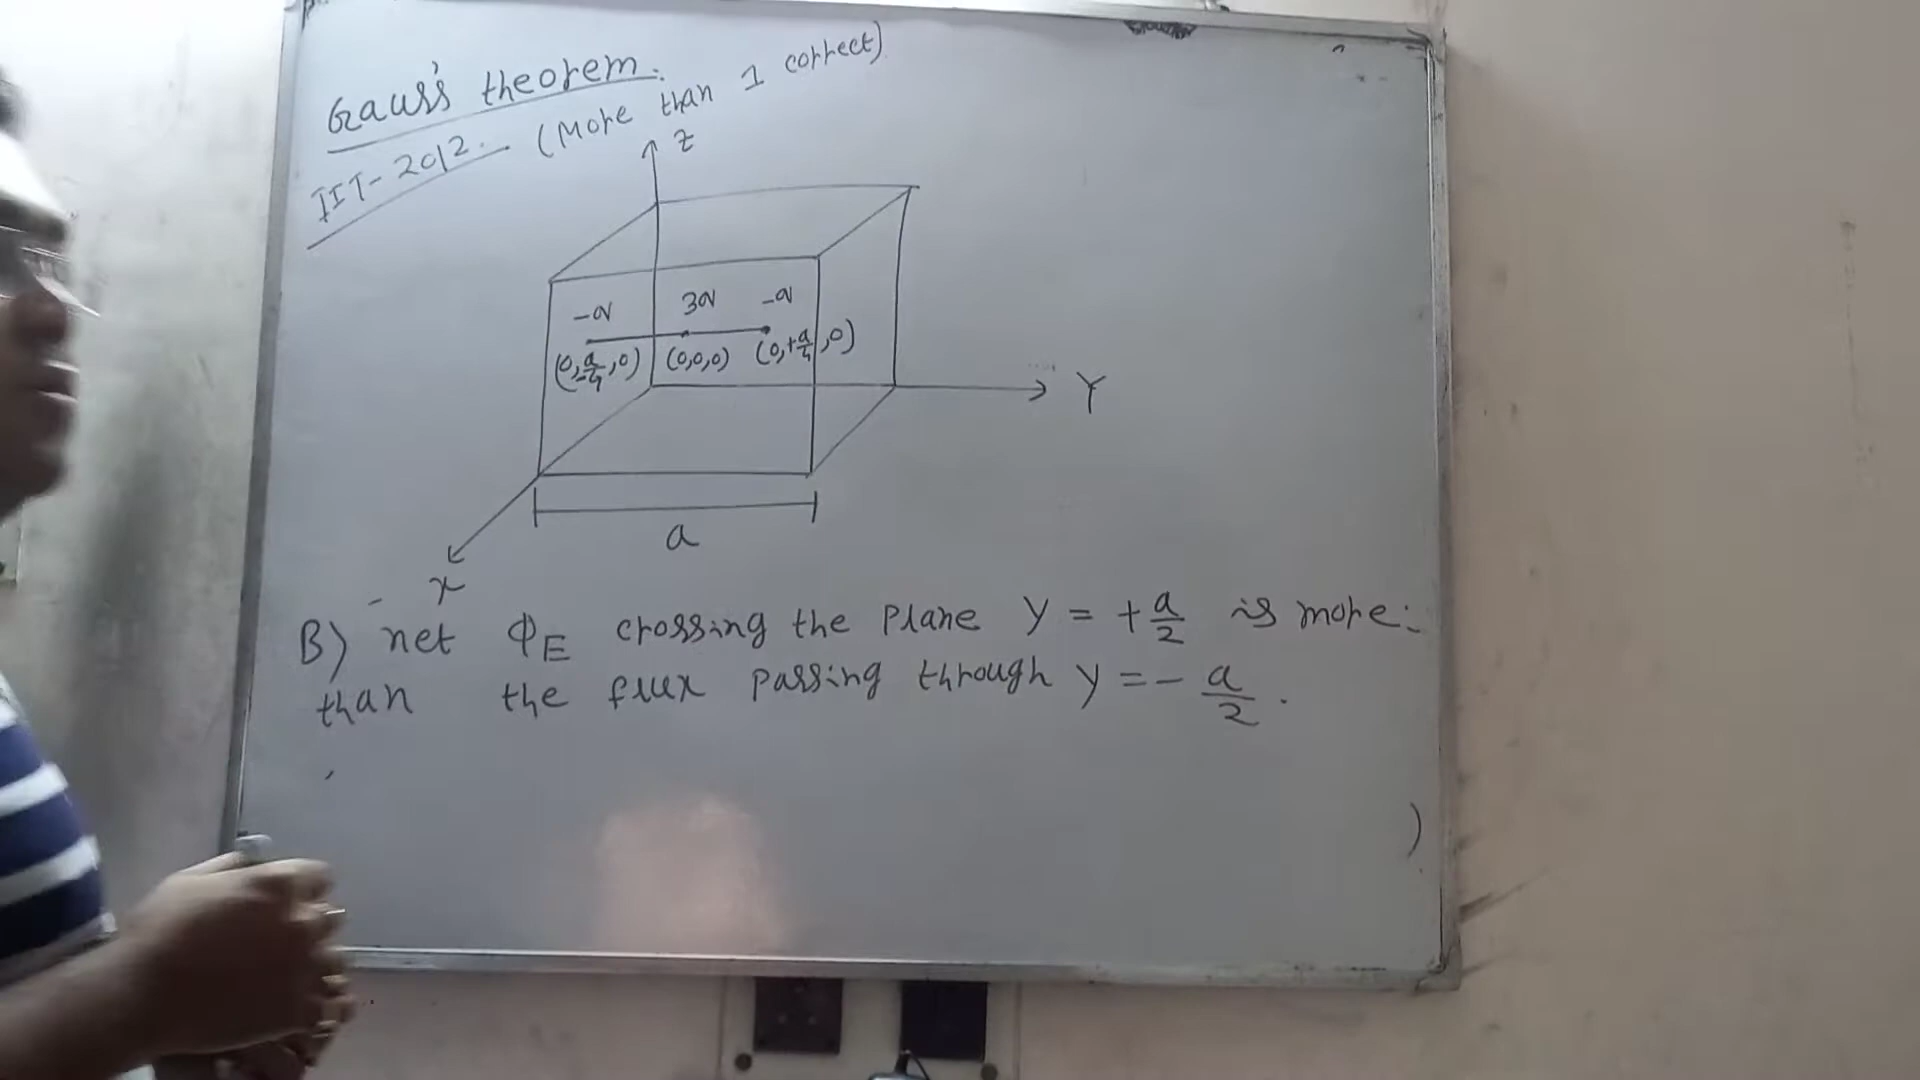 Gauss's theorem.
IIT-2012. (More than 1 correct)
Z
-q 3q -q
(0,-a/4,0) (0,0,0) (0,+a/4,0)
Y
a
x
B) net ΦE crossing the Plane Y = +a/2 is more
than the flux passing through y = -a/2.